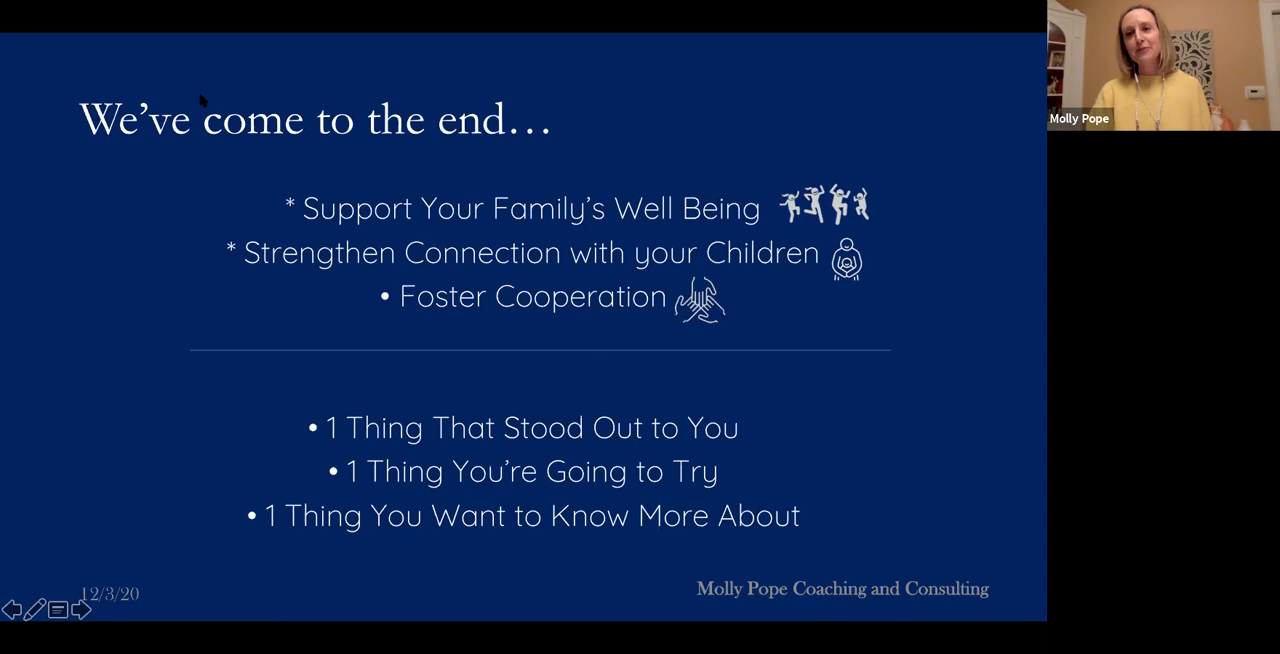 We've come to the end…
* Support Your Family's Well Being
* Strengthen Connection with your Children
• Foster Cooperation
• 1 Thing That Stood Out to You
• 1 Thing You're Going to Try
• 1 Thing You Want to Know More About
12/3/20
Molly Pope Coaching and Consulting
Molly Pope